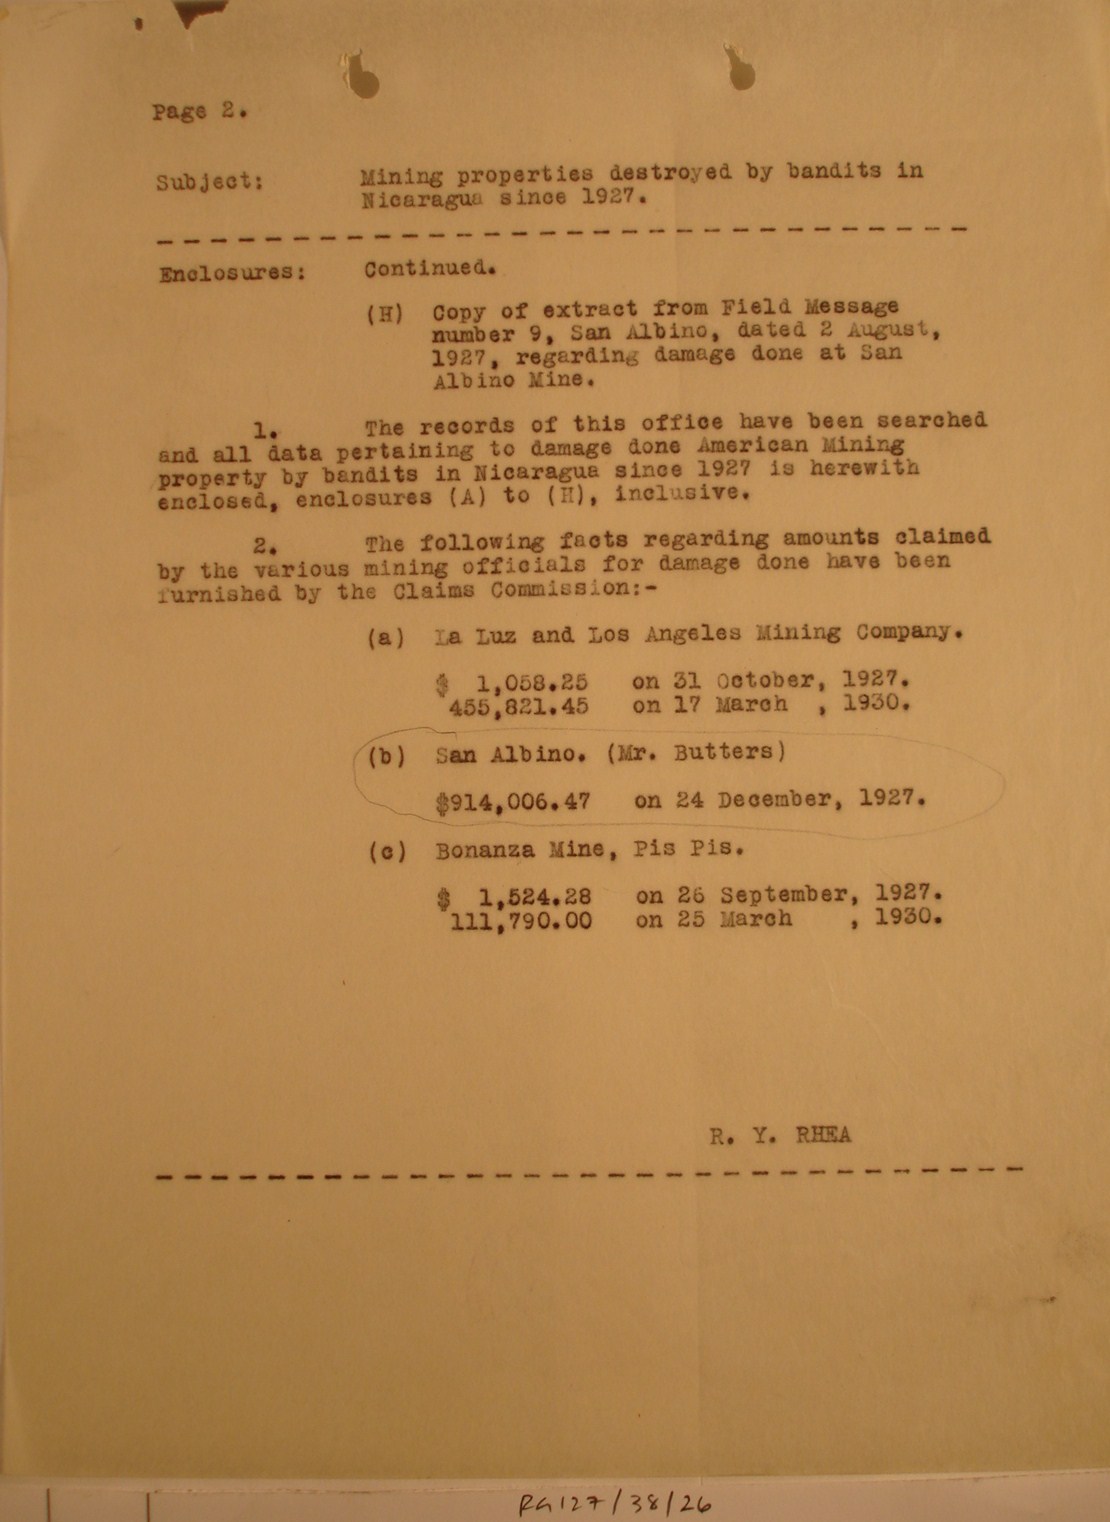 Page 2.
Subject: Mining properties destroyed by bandits in
Nicaragua since 1927.
Enclosures: Continued.
(H) Copy of extract from Field Message
number 9, San Albino, dated 2 August,
1927, regarding damage done at San
Albino Mine.
1. The records of this office have been searched
and all data pertaining to damage done American Mining
property by bandits in Nicaragua since 1927 is herewith
enclosed, enclosures (A) to (H), inclusive.
2. The following facts regarding amounts claimed
by the various mining officials for damage done have been
furnished by the Claims Commission:-
(a) La Luz and Los Angeles Mining Company.
$ 1,058.25 on 31 October, 1927.
455,821.45 on 17 March , 1930.
(b) San Albino. (Mr. Butters)
$914,006.47 on 24 December, 1927.
(c) Bonanza Mine, Pis Pis.
$ 1,524.28 on 26 September, 1927.
111,790.00 on 25 March , 1930.
R. Y. RHEA
RG127/38/26